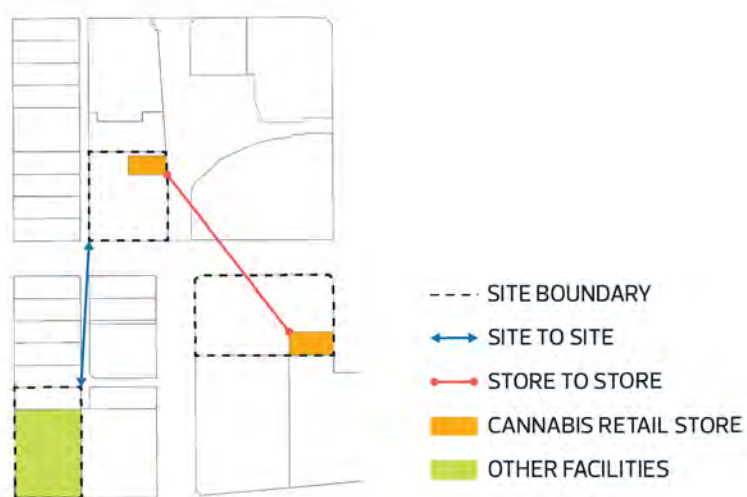 SITE BOUNDARY
SITE TO SITE
STORE TO STORE
CANNABIS RETAIL STORE
OTHER FACILITIES